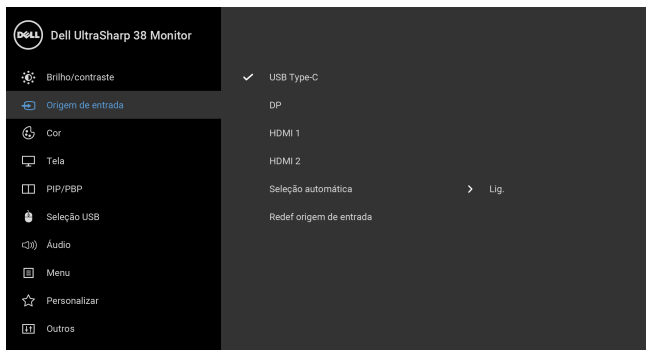 DELL Dell UltraSharp 38 Monitor
Brilho/contraste
Origem de entrada
Cor
Tela
PIP/PBP
Seleção USB
Áudio
Menu
Personalizar
Outros
USB Type-C
DP
HDMI 1
HDMI 2
Seleção automática Lig.
Redef origem de entrada